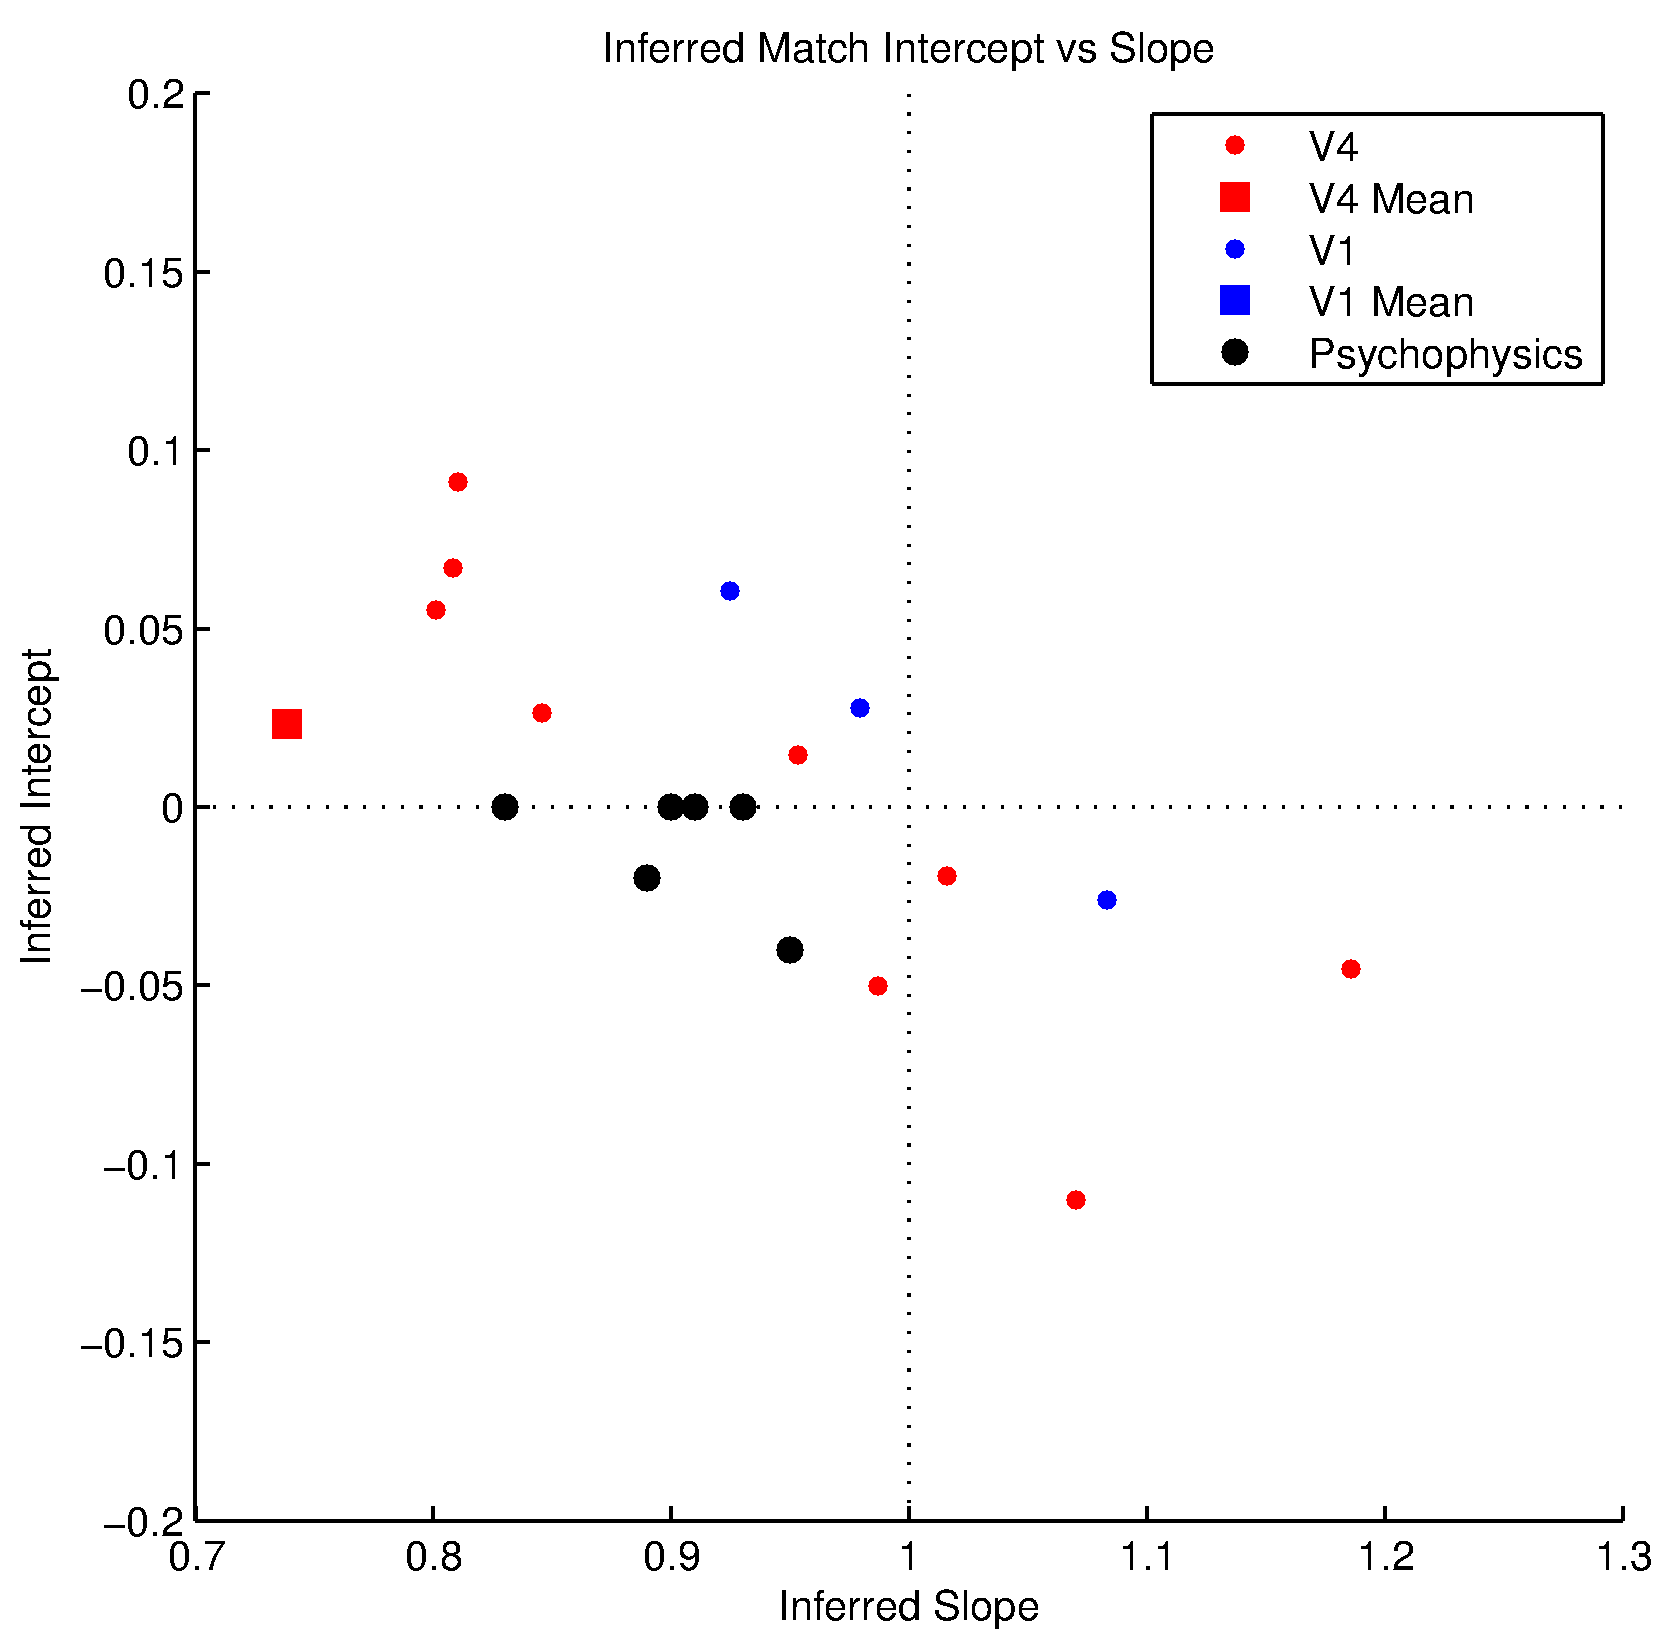 Inferred Match Intercept vs Slope
0.2
0.15
0.1
0.05
0
−0.05
−0.1
−0.15
−0.2
Inferred Intercept
V4
V4 Mean
V1
V1 Mean
Psychophysics
0.7 0.8 0.9 1 1.1 1.2 1.3
Inferred Slope